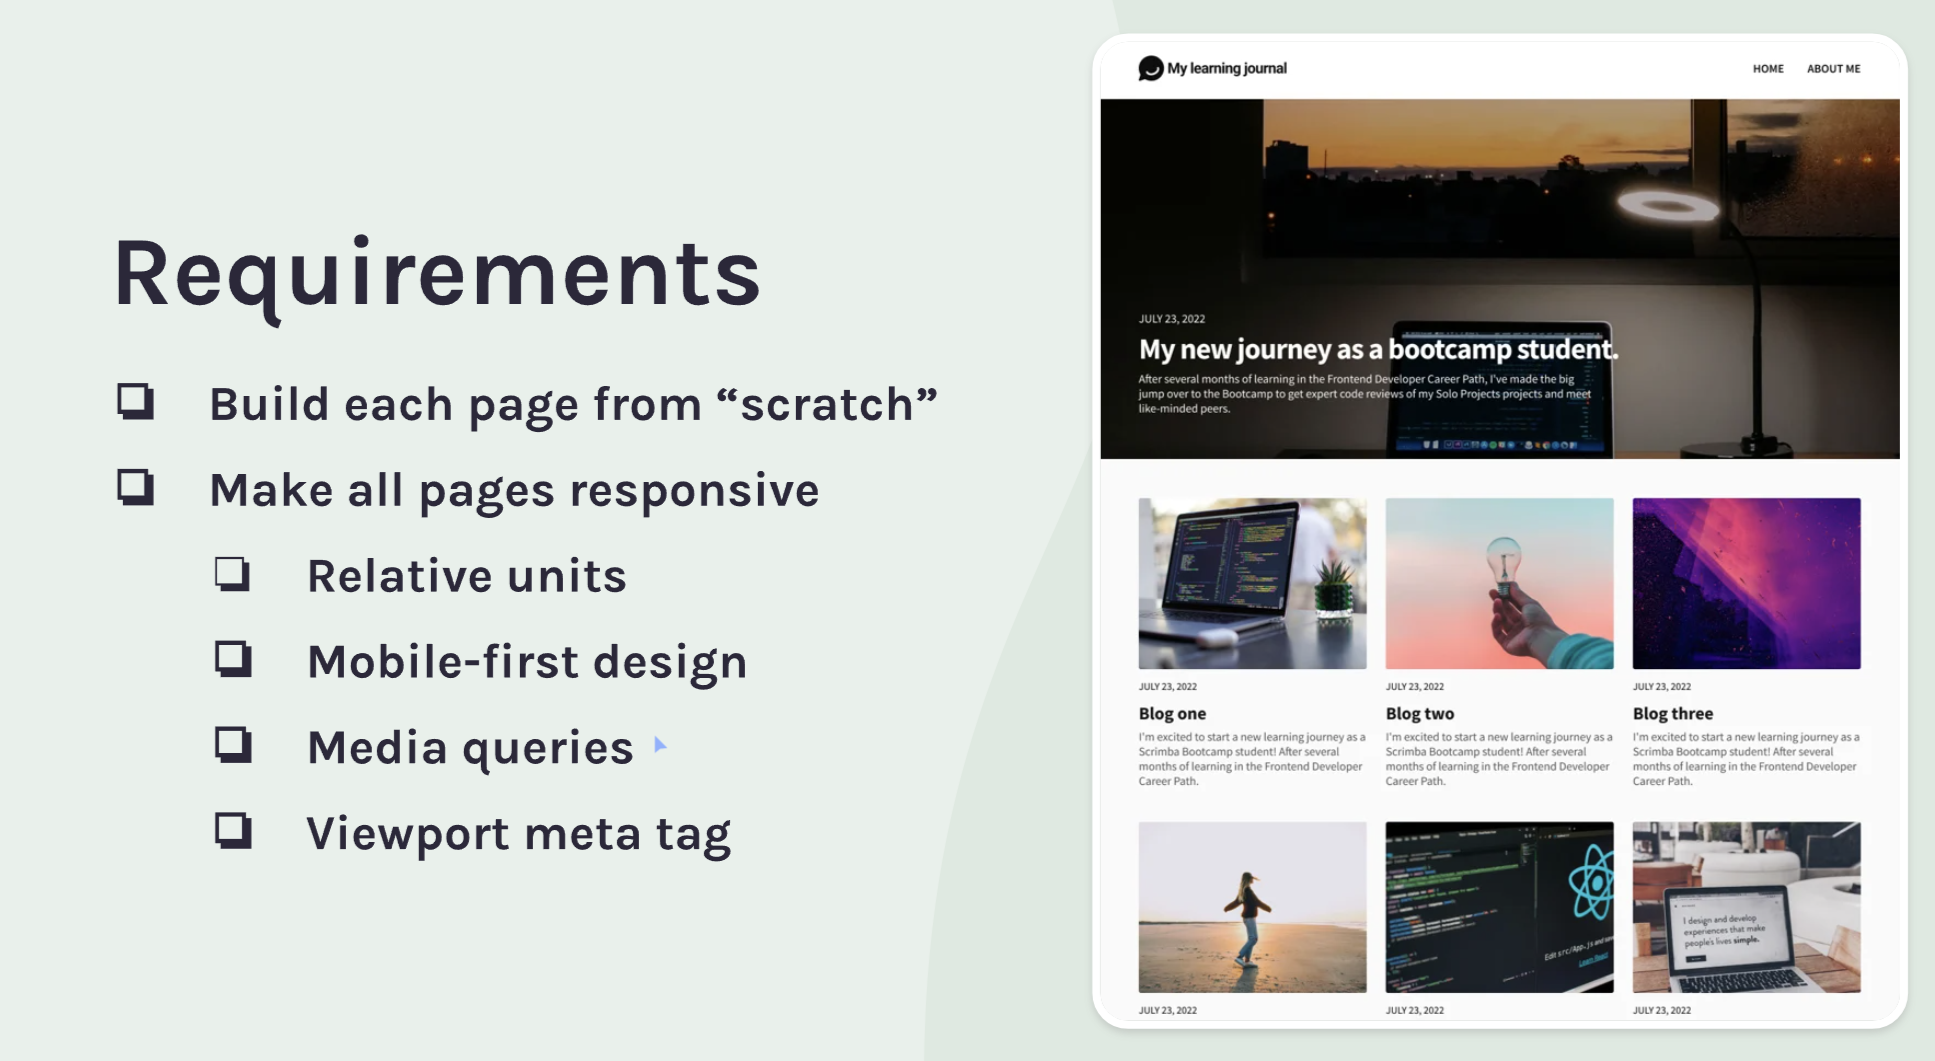 Requirements
Build each page from “scratch”
Make all pages responsive
Relative units
Mobile-first design
Media queries
Viewport meta tag
My learning journal
HOME ABOUT ME
JULY 23, 2022
My new journey as a bootcamp student.
After several months of learning in the Frontend Developer Career Path, I've made the big
jump over to the Bootcamp to get expert code reviews of my Solo Projects projects and meet
like-minded peers.
JULY 23, 2022
Blog one
I'm excited to start a new learning journey as a
Scrimba Bootcamp student! After several
months of learning in the Frontend Developer
Career Path.
JULY 23, 2022
Blog two
I'm excited to start a new learning journey as a
Scrimba Bootcamp student! After several
months of learning in the Frontend Developer
Career Path.
JULY 23, 2022
Blog three
I'm excited to start a new learning journey as a
Scrimba Bootcamp student! After several
months of learning in the Frontend Developer
Career Path.
Edit src/App.js and
Learn React
I design and develop
experiences that make
people's lives simple.
JULY 23, 2022
JULY 23, 2022
JULY 23, 2022